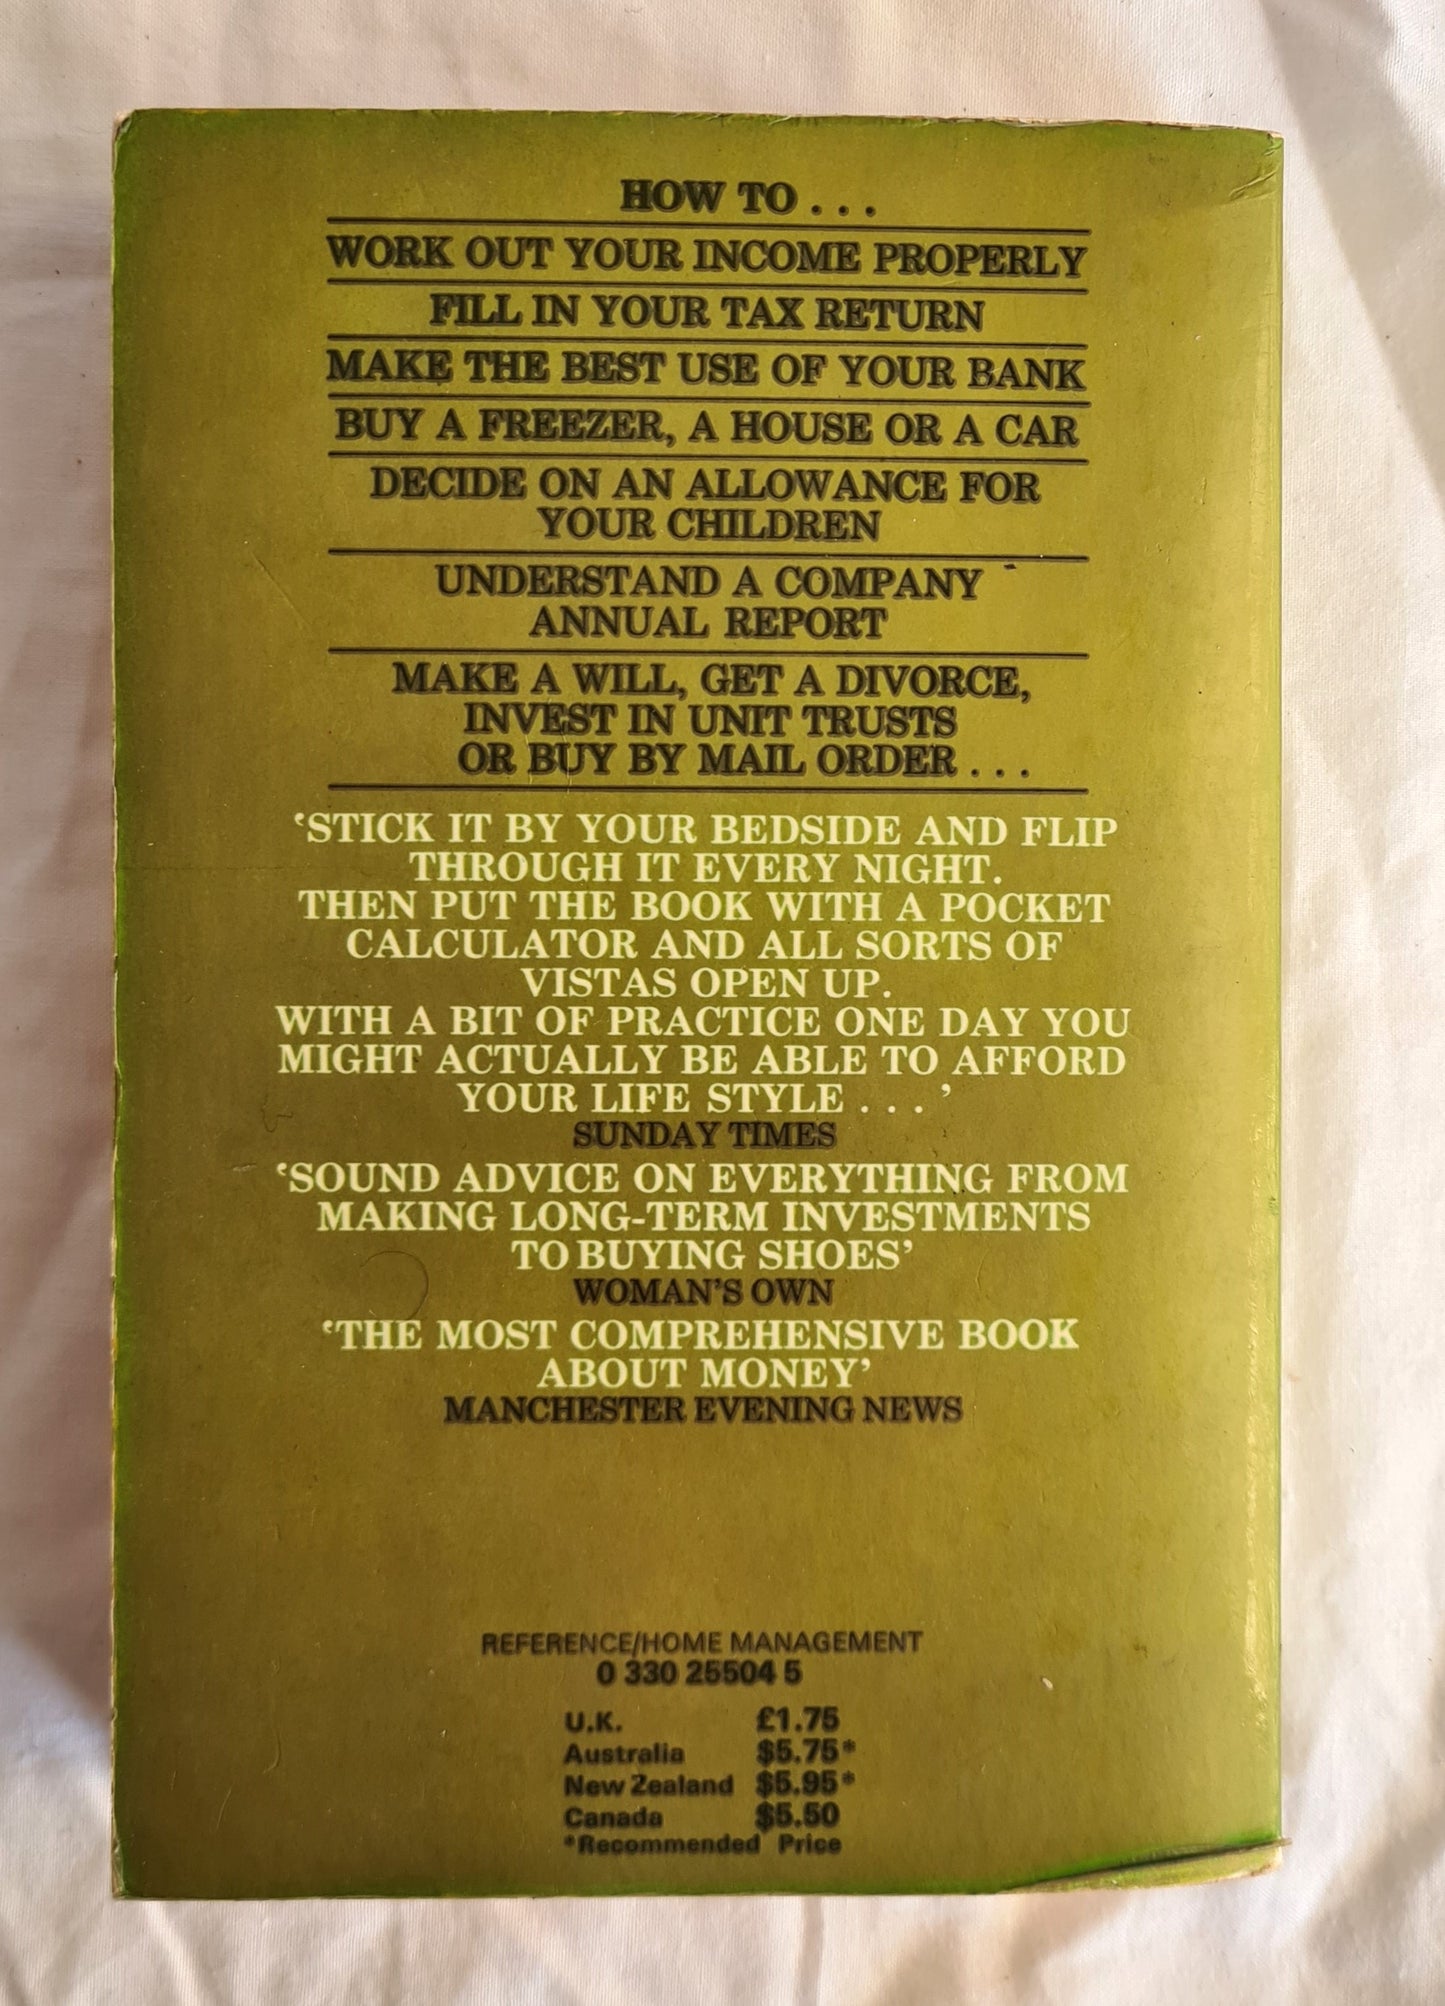 HOW TO . . .
WORK OUT YOUR INCOME PROPERLY
FILL IN YOUR TAX RETURN
MAKE THE BEST USE OF YOUR BANK
BUY A FREEZER, A HOUSE OR A CAR
DECIDE ON AN ALLOWANCE FOR
YOUR CHILDREN
UNDERSTAND A COMPANY
ANNUAL REPORT
MAKE A WILL, GET A DIVORCE,
INVEST IN UNIT TRUSTS
OR BUY BY MAIL ORDER . . .
‘STICK IT BY YOUR BEDSIDE AND FLIP
THROUGH IT EVERY NIGHT.
THEN PUT THE BOOK WITH A POCKET
CALCULATOR AND ALL SORTS OF
VISTAS OPEN UP.
WITH A BIT OF PRACTICE ONE DAY YOU
MIGHT ACTUALLY BE ABLE TO AFFORD
YOUR LIFE STYLE . . . ’
SUNDAY TIMES
‘SOUND ADVICE ON EVERYTHING FROM
MAKING LONG-TERM INVESTMENTS
TO BUYING SHOES’
WOMAN’S OWN
‘THE MOST COMPREHENSIVE BOOK
ABOUT MONEY’
MANCHESTER EVENING NEWS
REFERENCE/HOME MANAGEMENT
0 330 25504 5
U.K. £1.75
Australia $5.75*
New Zealand $5.95*
Canada $5.50
*Recommended Price